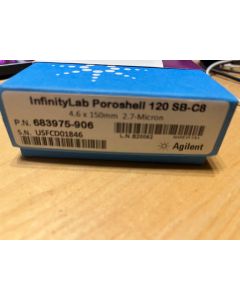 InfinityLab Poroshell 120 SB-C8
4.6 x 150mm 2.7-Micron
P.N. 683975-906
S.N. USFCD01846
Agilent